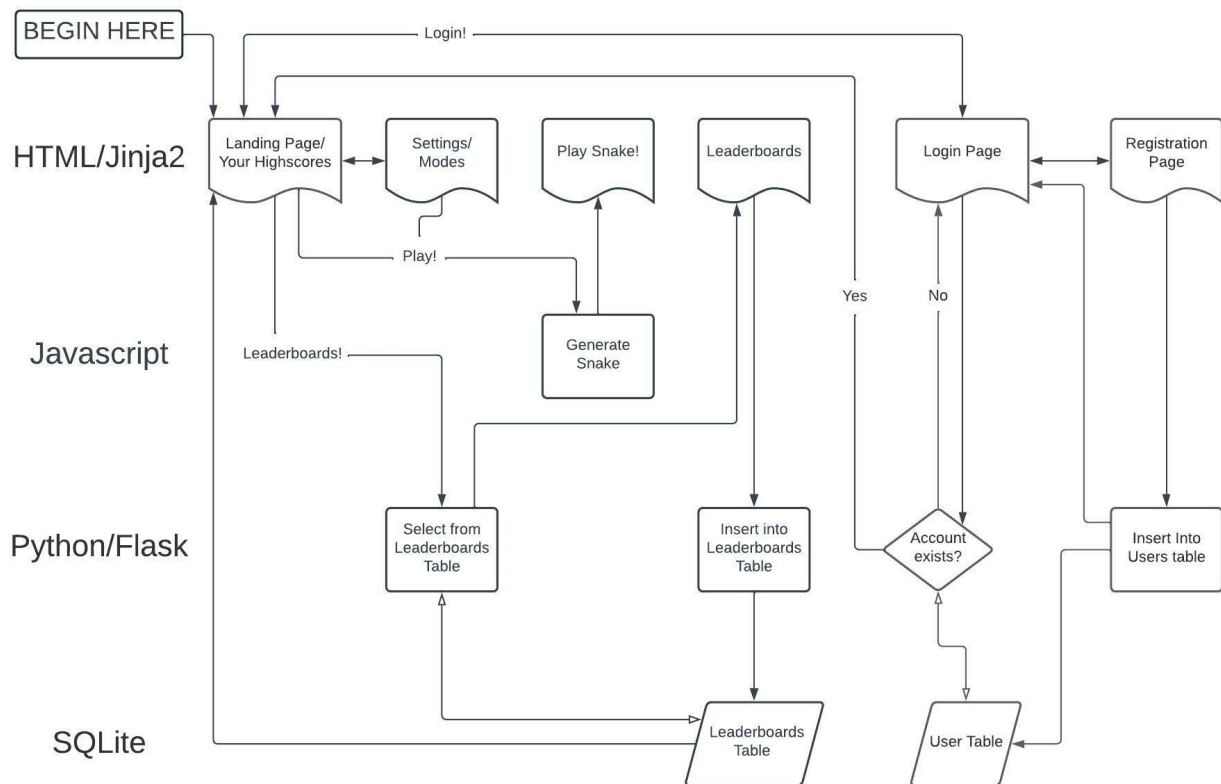 BEGIN HERE
Login!
HTML/Jinja2
Landing Page/
Your Highscores
Settings/
Modes
Play Snake!
Leaderboards
Login Page
Registration
Page
Play!
Yes
No
Javascript
Leaderboards!
Generate
Snake
Python/Flask
Select from
Leaderboards
Table
Insert into
Leaderboards
Table
Account
exists?
Insert Into
Users table
SQLite
Leaderboards
Table
User Table